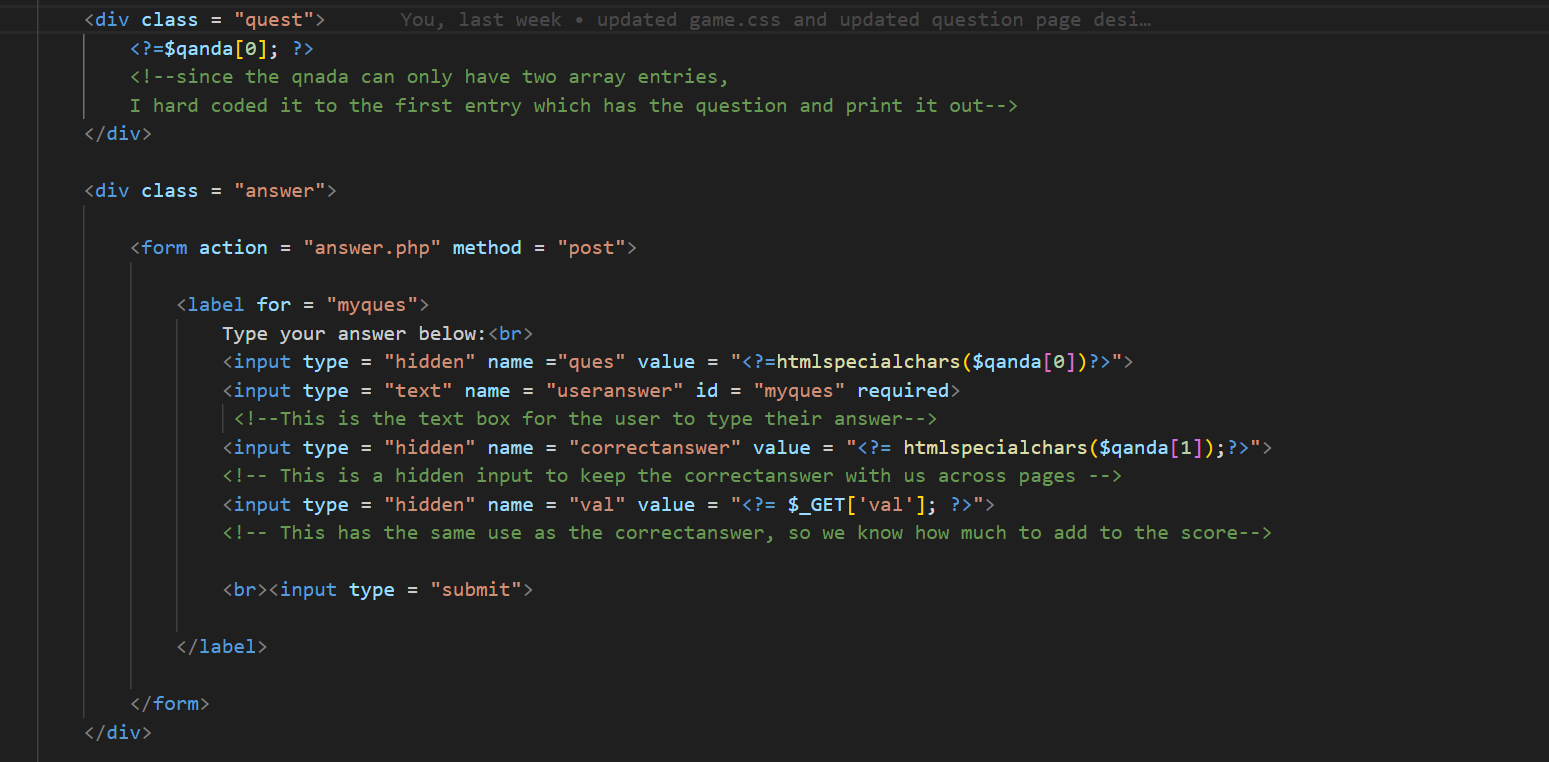 <div class = "quest"> You, last week • updated game.css and updated question page desi…
<?=$qanda[0]; ?>
<!--since the qnada can only have two array entries,
I hard coded it to the first entry which has the question and print it out-->
</div>
<div class = "answer">
<form action = "answer.php" method = "post">
<label for = "myques">
Type your answer below:<br>
<input type = "hidden" name ="ques" value = "<?=htmlspecialchars($qanda[0])?>">
<input type = "text" name = "useranswer" id = "myques" required>
<!--This is the text box for the user to type their answer-->
<input type = "hidden" name = "correctanswer" value = "<?= htmlspecialchars($qanda[1]);?>">
<!-- This is a hidden input to keep the correctanswer with us across pages -->
<input type = "hidden" name = "val" value = "<?= $_GET['val']; ?>">
<!-- This has the same use as the correctanswer, so we know how much to add to the score-->
<br><input type = "submit">
</label>
</form>
</div>